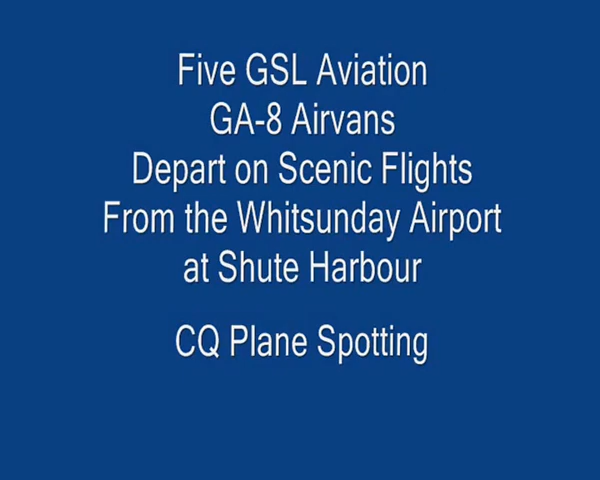 Five GSL Aviation
GA-8 Airvans
Depart on Scenic Flights
From the Whitsunday Airport
at Shute Harbour
CQ Plane Spotting